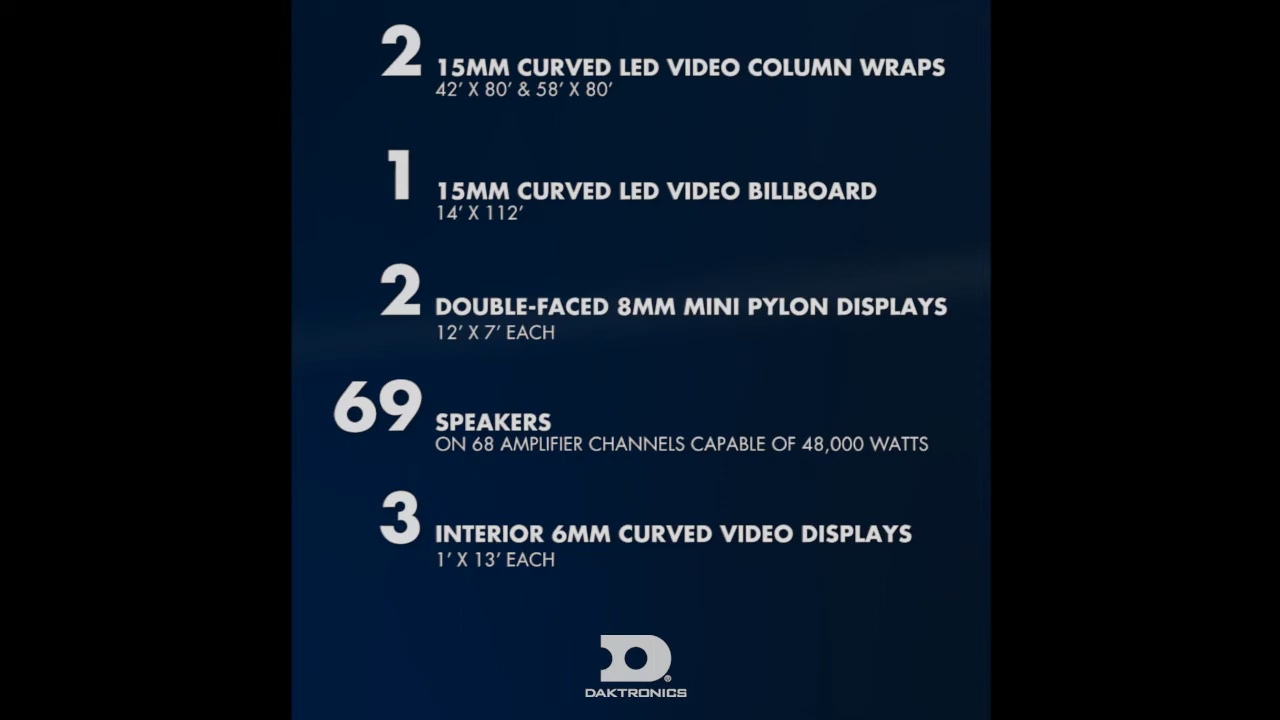 2
15MM CURVED LED VIDEO COLUMN WRAPS
42’ X 80’ & 58’ X 80’
1
15MM CURVED LED VIDEO BILLBOARD
14’ X 112’
2
DOUBLE-FACED 8MM MINI PYLON DISPLAYS
12’ X 7’ EACH
69
SPEAKERS
ON 68 AMPLIFIER CHANNELS CAPABLE OF 48,000 WATTS
3
INTERIOR 6MM CURVED VIDEO DISPLAYS
1’ X 13’ EACH
®
DAKTRONICS